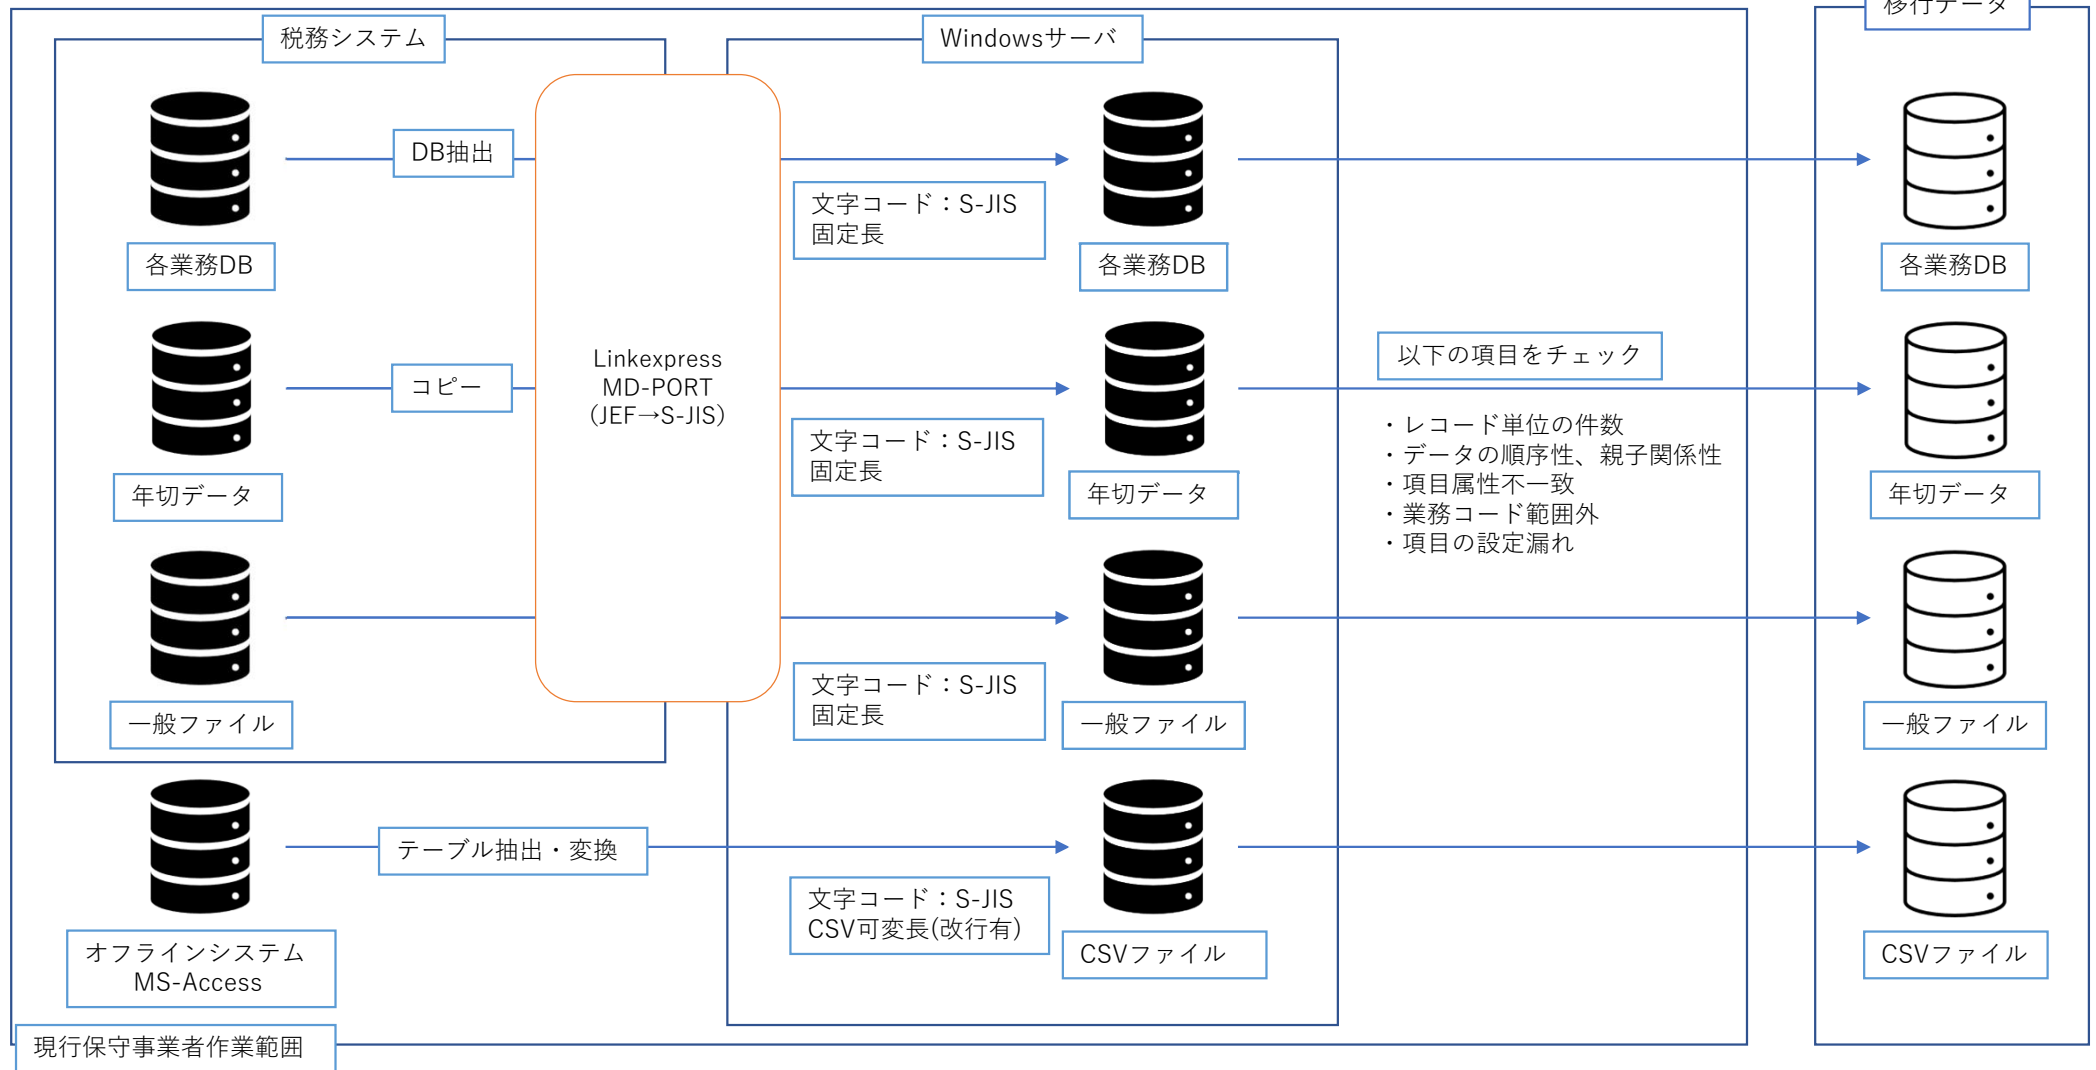 移行データ
税務システム
Windowsサーバ
DB抽出
文字コード：S-JIS
固定長
各業務DB
各業務DB
各業務DB
コピー
Linkexpress
MD-PORT
(JEF→S-JIS)
文字コード：S-JIS
固定長
以下の項目をチェック
・レコード単位の件数
・データの順序性、親子関係性
・項目属性不一致
・業務コード範囲外
・項目の設定漏れ
年切データ
年切データ
年切データ
文字コード：S-JIS
固定長
一般ファイル
一般ファイル
一般ファイル
テーブル抽出・変換
文字コード：S-JIS
CSV可変長(改行有)
オフラインシステム
MS-Access
CSVファイル
CSVファイル
現行保守事業者作業範囲